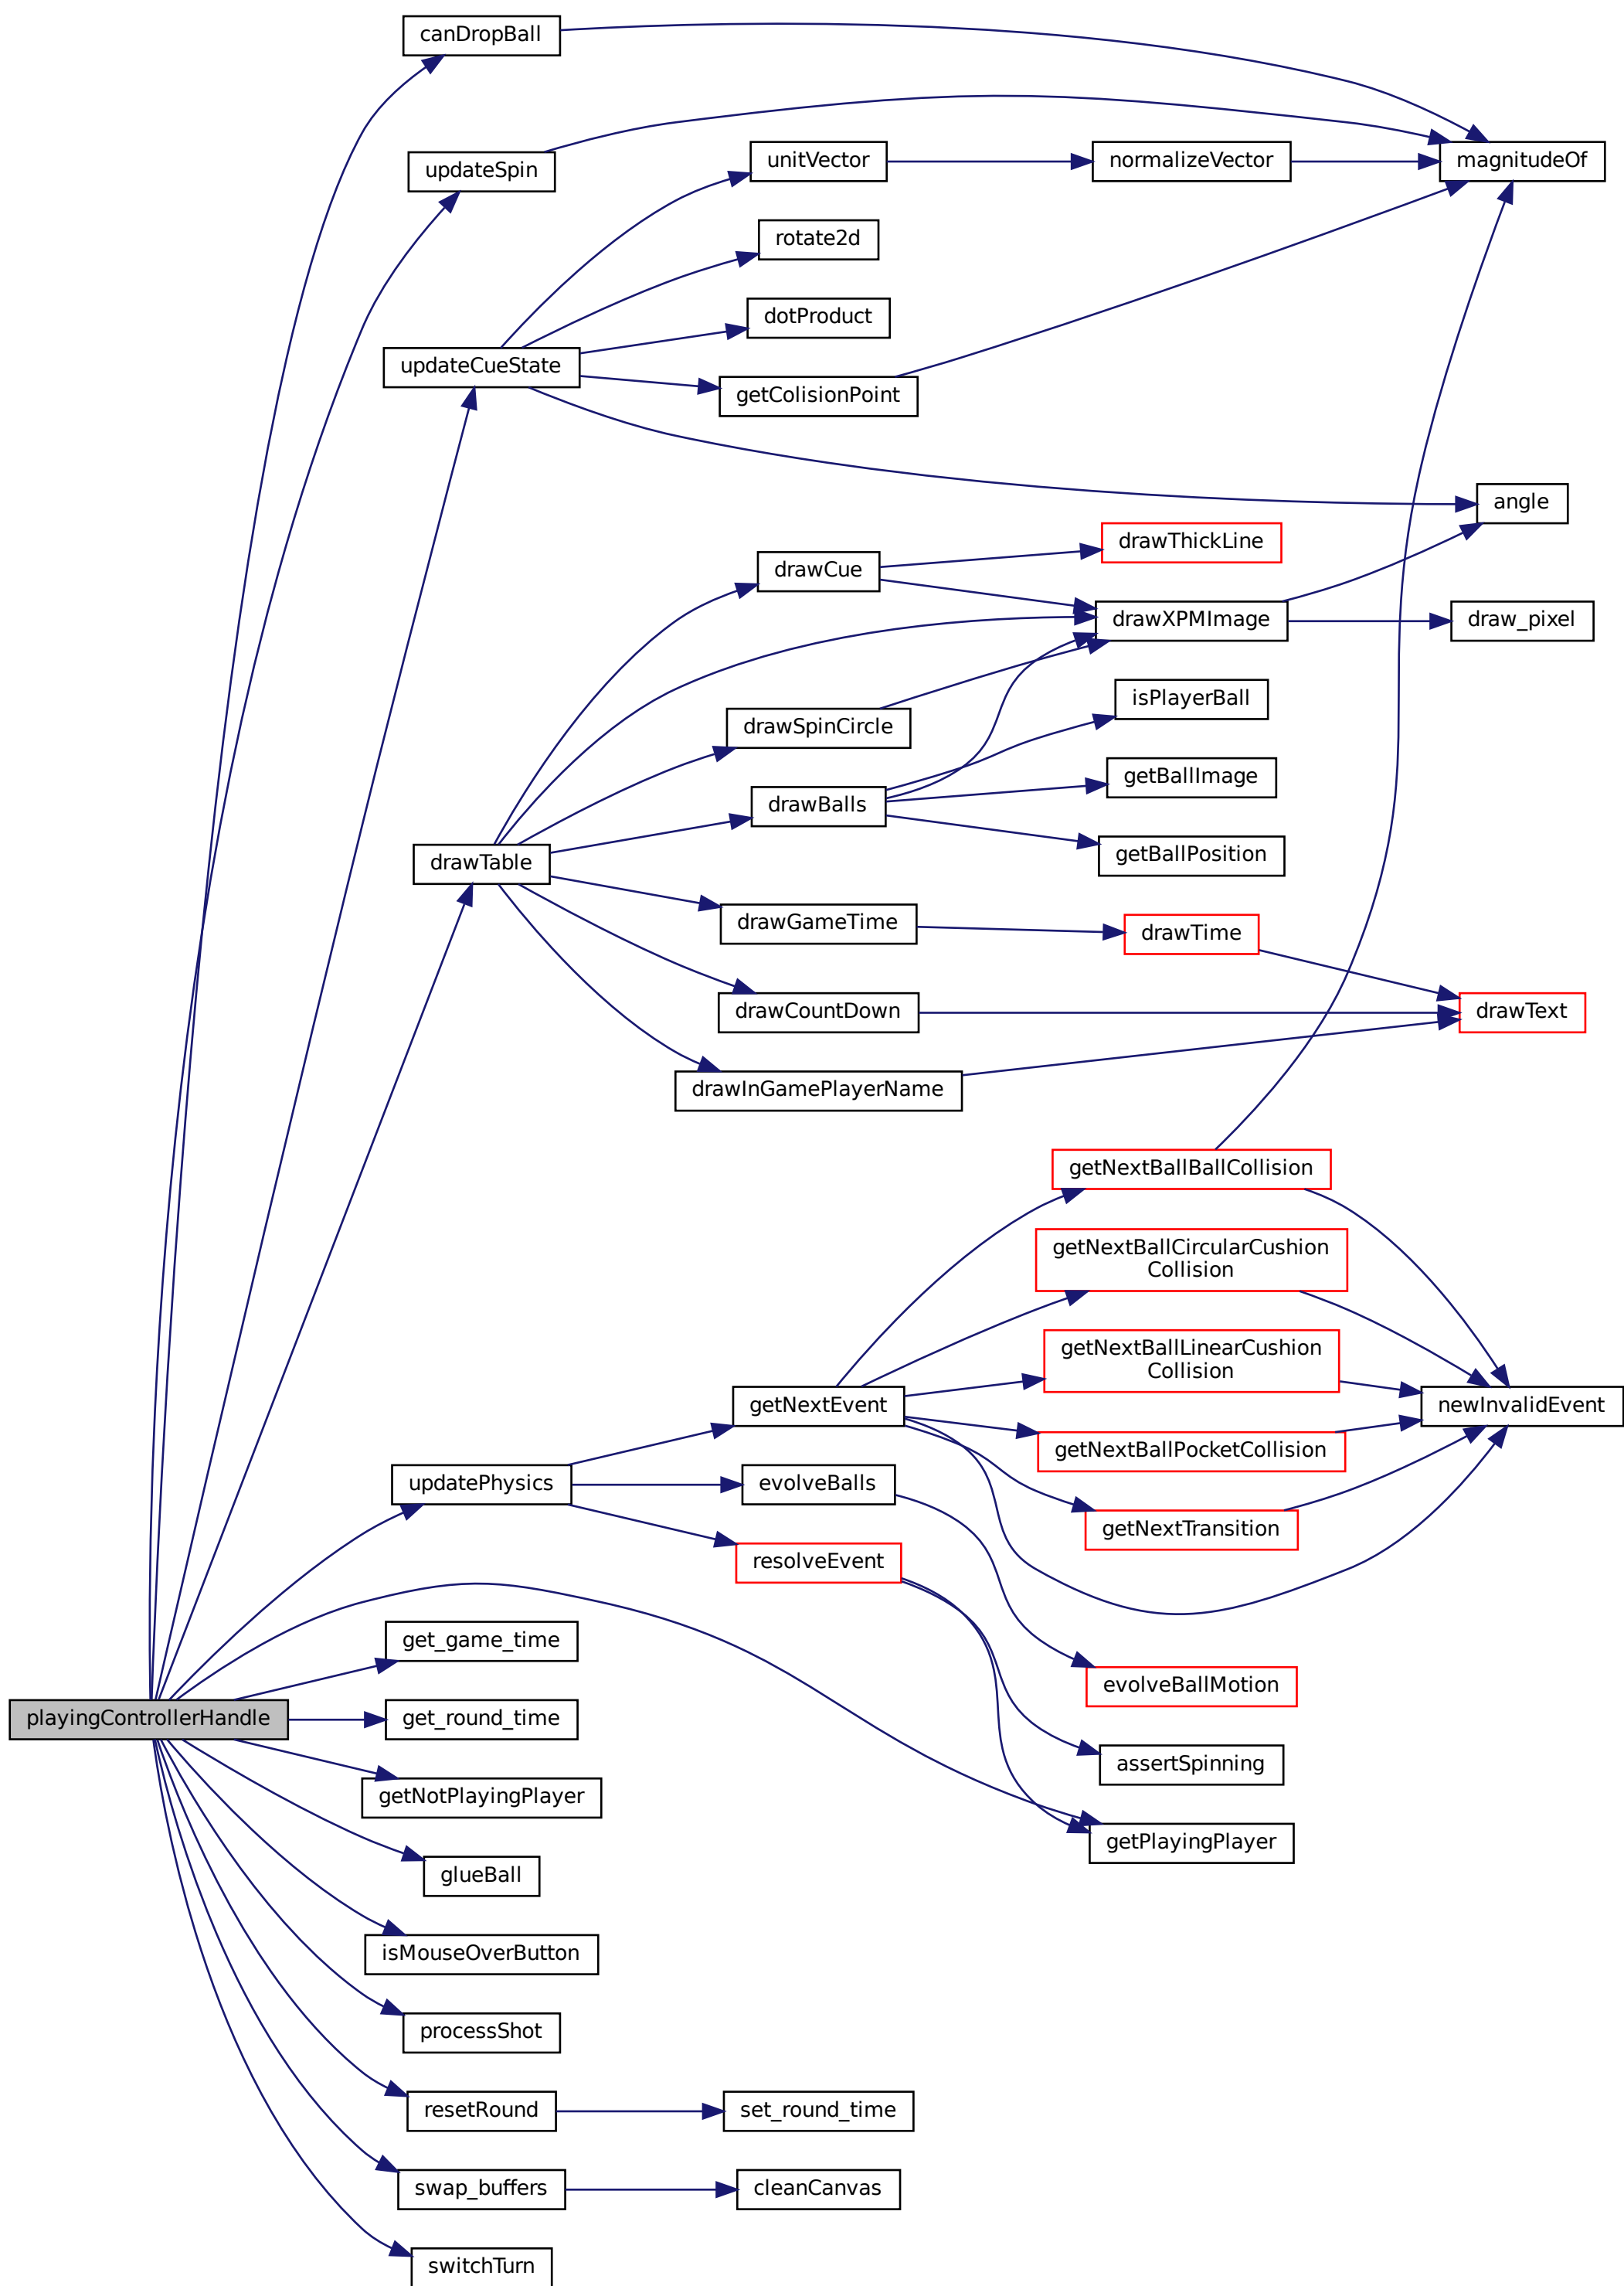 canDropBall
updateSpin
unitVector
normalizeVector
magnitudeOf
rotate2d
dotProduct
updateCueState
getColisionPoint
angle
drawThickLine
drawCue
drawXPMImage
draw_pixel
isPlayerBall
drawSpinCircle
getBallImage
drawBalls
getBallPosition
drawTable
drawGameTime
drawTime
drawCountDown
drawText
drawInGamePlayerName
getNextBallBallCollision
getNextBallCircularCushion
Collision
getNextBallLinearCushion
Collision
getNextEvent
newInvalidEvent
getNextBallPocketCollision
updatePhysics
evolveBalls
getNextTransition
resolveEvent
get_game_time
evolveBallMotion
playingControllerHandle
get_round_time
assertSpinning
getNotPlayingPlayer
getPlayingPlayer
glueBall
isMouseOverButton
processShot
resetRound
set_round_time
swap_buffers
cleanCanvas
switchTurn